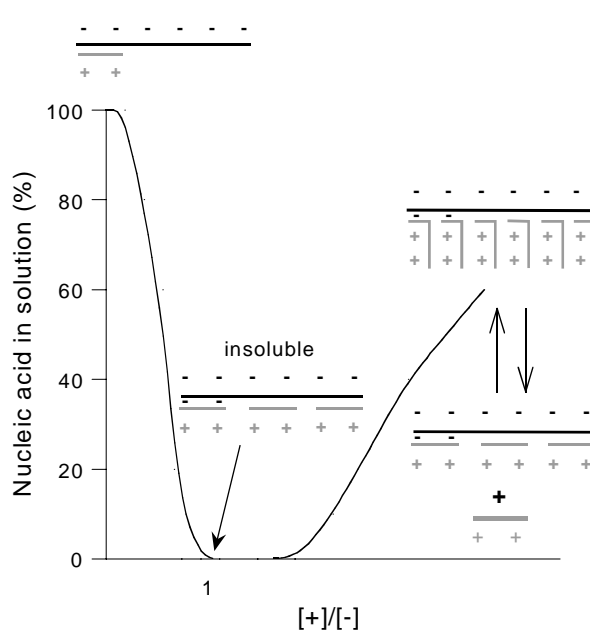 - - - - - -
+ +
100
80
60
40
20
0
Nucleic acid in solution (%)
insoluble
- - - - - -
- -
+ + + + + +
- - - - - -
- -
+ + + + + +
+ + + + + +
- - - - - -
- -
+ + + + + +
+
+ +
1
[+]/[-]